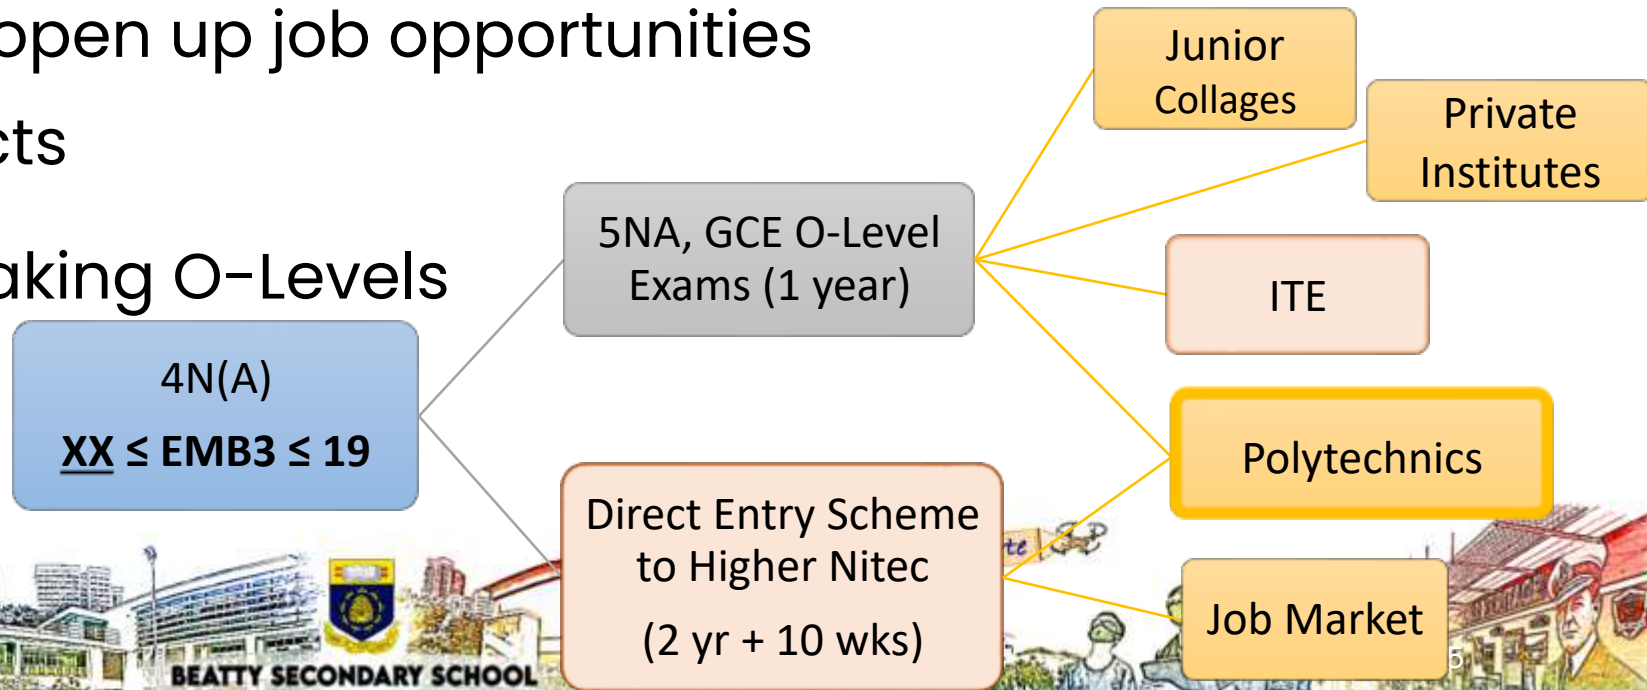 open up job opportunities
cts
aking O-Levels
4N(A)
XX ≤ EMB3 ≤ 19
5NA, GCE O-Level
Exams (1 year)
Direct Entry Scheme
to Higher Nitec
(2 yr + 10 wks)
Junior
Collages
Private
Institutes
ITE
Polytechnics
Job Market
te
BEATTY SECONDARY SCHOOL
5